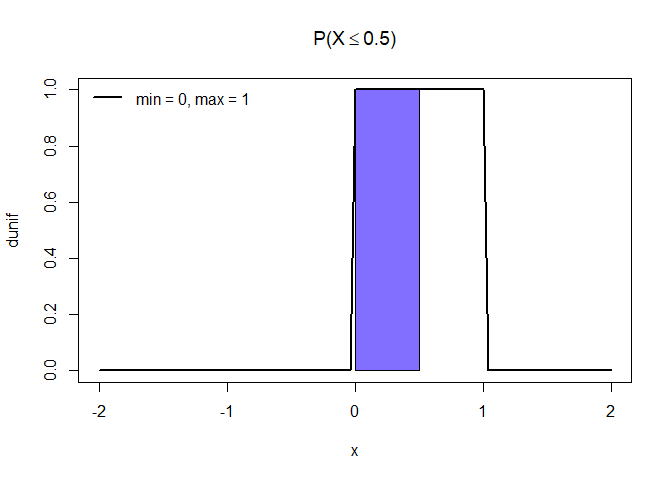 P(X ≤ 0.5)
min = 0, max = 1
dunif
1.0
0.8
0.6
0.4
0.2
0.0
-2 -1 0 1 2
x